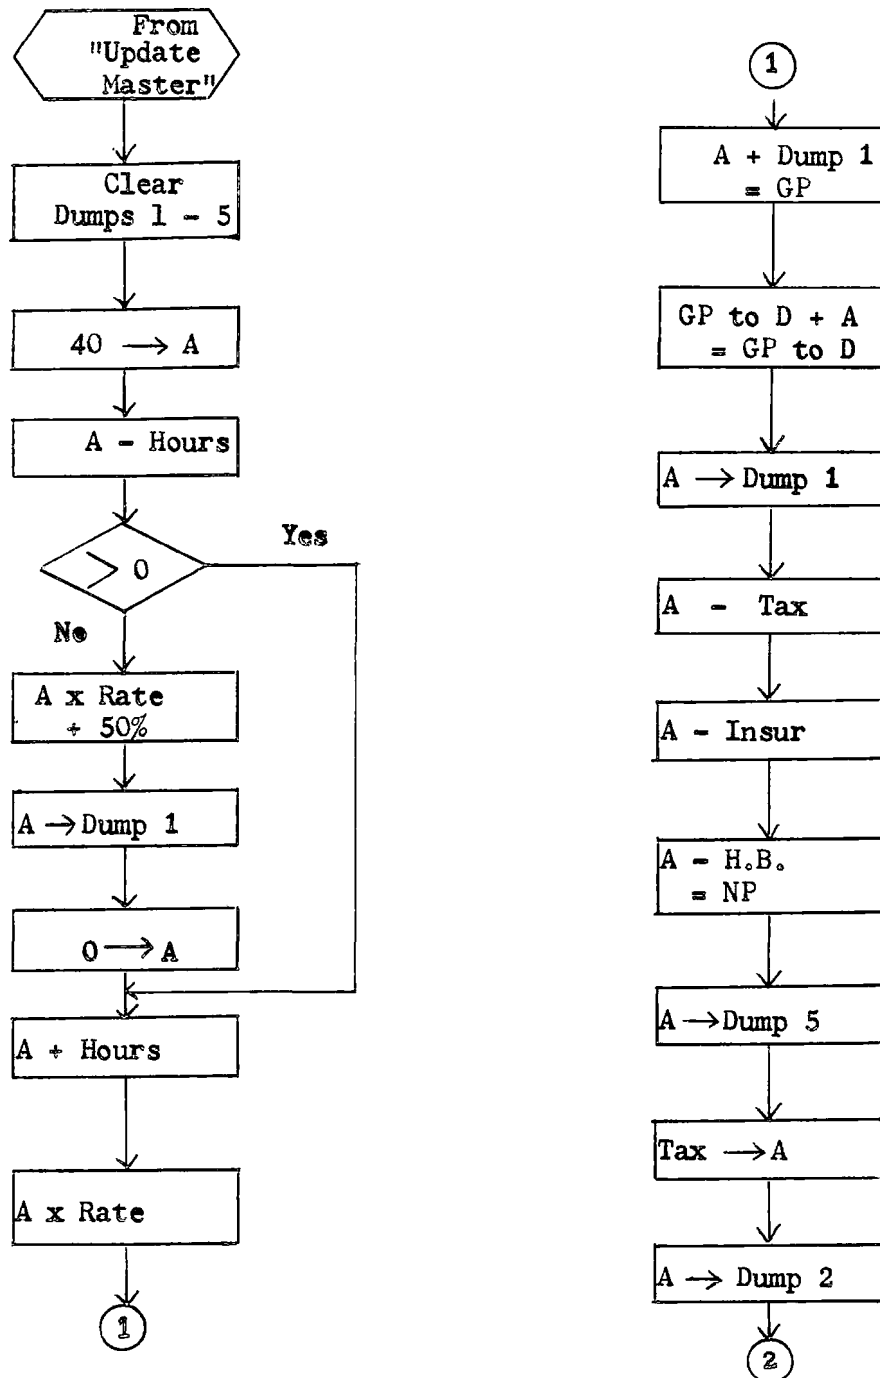 From
"Update
Master"
Clear
Dumps 1 - 5
40 → A
A - Hours
> 0
Yes
No
A x Rate
+ 50%
A → Dump 1
0 → A
A + Hours
A x Rate
1
1
A + Dump 1
= GP
GP to D + A
= GP to D
A → Dump 1
A - Tax
A - Insur
A - H.B.
= NP
A → Dump 5
Tax → A
A → Dump 2
2